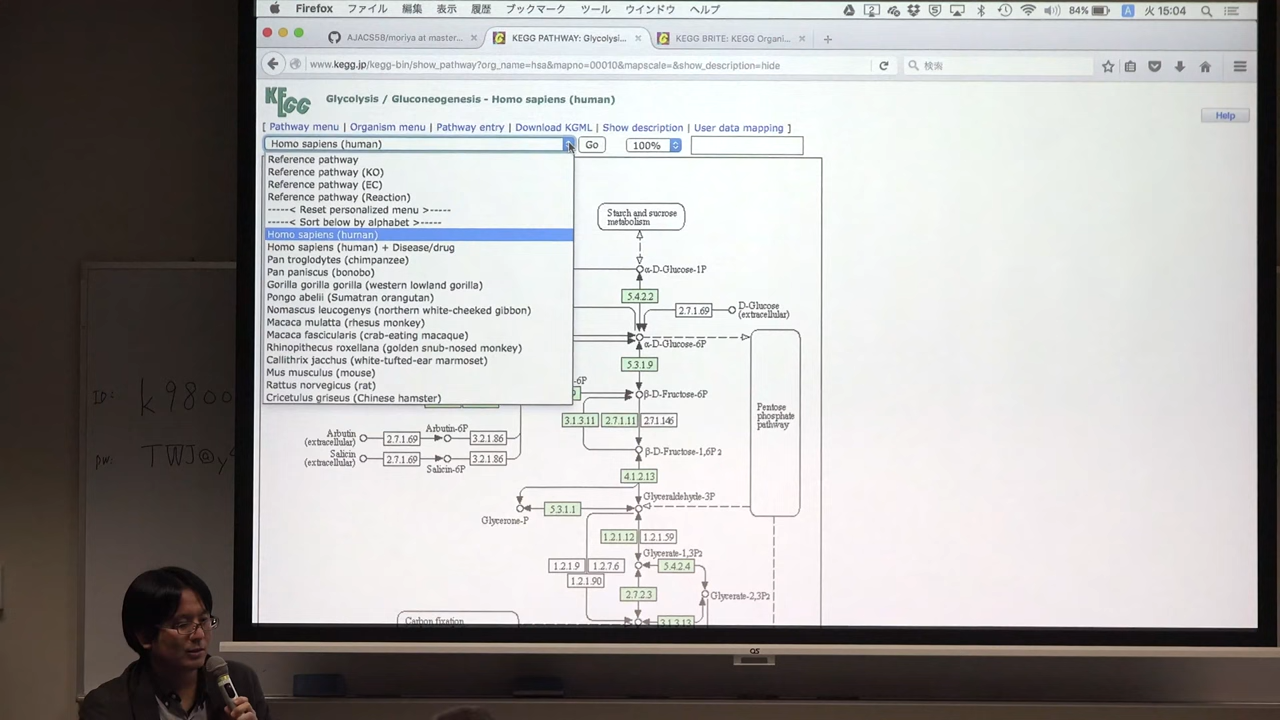 Firefox ファイル 編集 表示 履歴 ブックマーク ツール ウインドウ ヘルプ 84% A 火 15:04
AJACS58/moriya at master... × KEGG PATHWAY: Glycolysi... × KEGG BRITE: KEGG Organi... × +
www.kegg.jp/kegg-bin/show_pathway?org_name=hsa&mapno=00010&mapscale=&show_description=hide
検索
KEGG
Glycolysis / Gluconeogenesis - Homo sapiens (human)
Help
[ Pathway menu | Organism menu | Pathway entry | Download KGML | Show description | User data mapping ]
Homo sapiens (human) Go 100%
Reference pathway
Reference pathway (KO)
Reference pathway (EC)
Reference pathway (Reaction)
-----< Reset personalized menu >-----
-----< Sort below by alphabet >-----
Homo sapiens (human)
Homo sapiens (human) + Disease/drug
Pan troglodytes (chimpanzee)
Pan paniscus (bonobo)
Gorilla gorilla gorilla (western lowland gorilla)
Pongo abelii (Sumatran orangutan)
Nomascus leucogenys (northern white-cheeked gibbon)
Macaca mulatta (rhesus monkey)
Macaca fascicularis (crab-eating macaque)
Rhinopithecus roxellana (golden snub-nosed monkey)
Callithrix jacchus (white-tufted-ear marmoset)
Mus musculus (mouse)
Rattus norvegicus (rat)
Cricetulus griseus (Chinese hamster)
Starch and sucrose
metabolism
α-D-Glucose-1P
5.4.2.2
2.7.1.69
D-Glucose
(extracellular)
α-D-Glucose-6P
5.3.1.9
-6P
β-D-Fructose-6P
3.1.3.11 2.7.1.11 2.7.1.146
Pentose
phosphate
pathway
Arbutin
(extracellular)
2.7.1.69
Arbutin-6P
3.2.1.86
Salicin
(extracellular)
2.7.1.69
Salicin-6P
3.2.1.86
β-D-Fructose-1,6P2
4.1.2.13
Glyceraldehyde-3P
5.3.1.1
Glycerone-P
1.2.1.12 1.2.1.59
Glycerate-1,3P2
1.2.1.9 1.2.7.6
1.2.1.90
5.4.2.4
2.7.2.3
Glycerate-2,3P2
3.1.3.13
Carbon fixation
ID: k9800
PW: TWJ@y